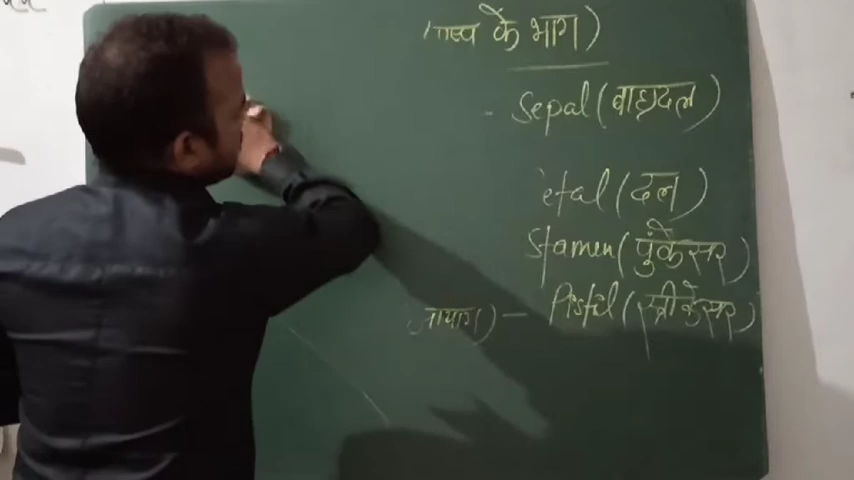 के भाग)
- Sepal (बाह्यदल)
etal (दल)
Stamen (पुंकेसर)
जायांग) - Pistil (स्त्रीकेसर)